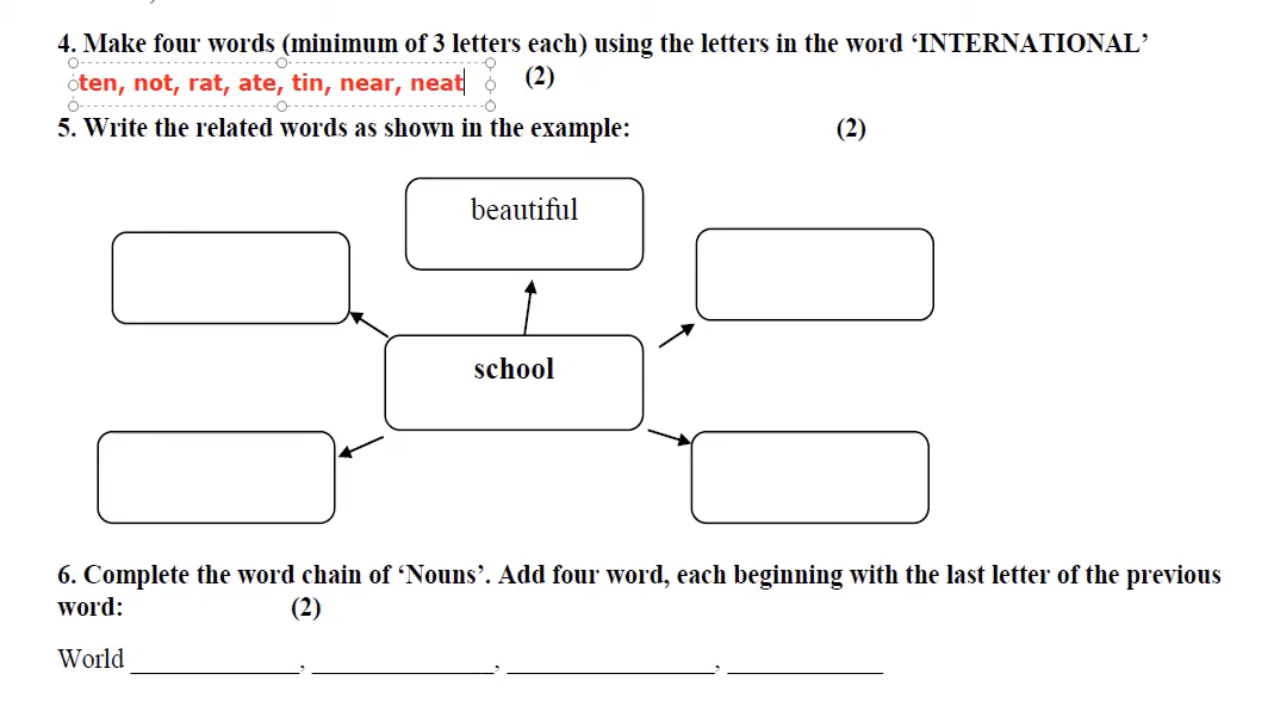 4. Make four words (minimum of 3 letters each) using the letters in the word ‘INTERNATIONAL’
ten, not, rat, ate, tin, near, neat (2)
5. Write the related words as shown in the example: (2)
beautiful
school
6. Complete the word chain of ‘Nouns’. Add four word, each beginning with the last letter of the previous
word: (2)
World ____________, ____________, ____________, ____________